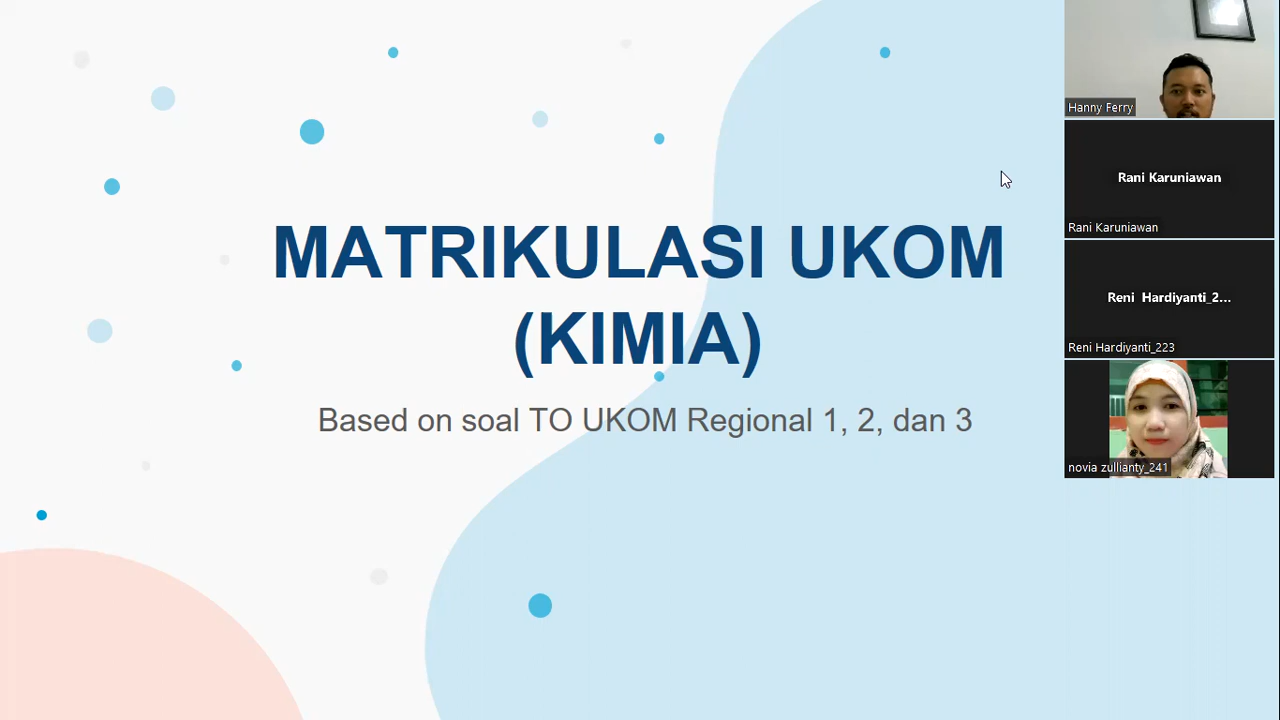 MATRIKULASI UKOM
(KIMIA)
Based on soal TO UKOM Regional 1, 2, dan 3
Hanny Ferry
Rani Karuniawan
Rani Karuniawan
Reni Hardiyanti_2...
Reni Hardiyanti_223
novia zullianty_241